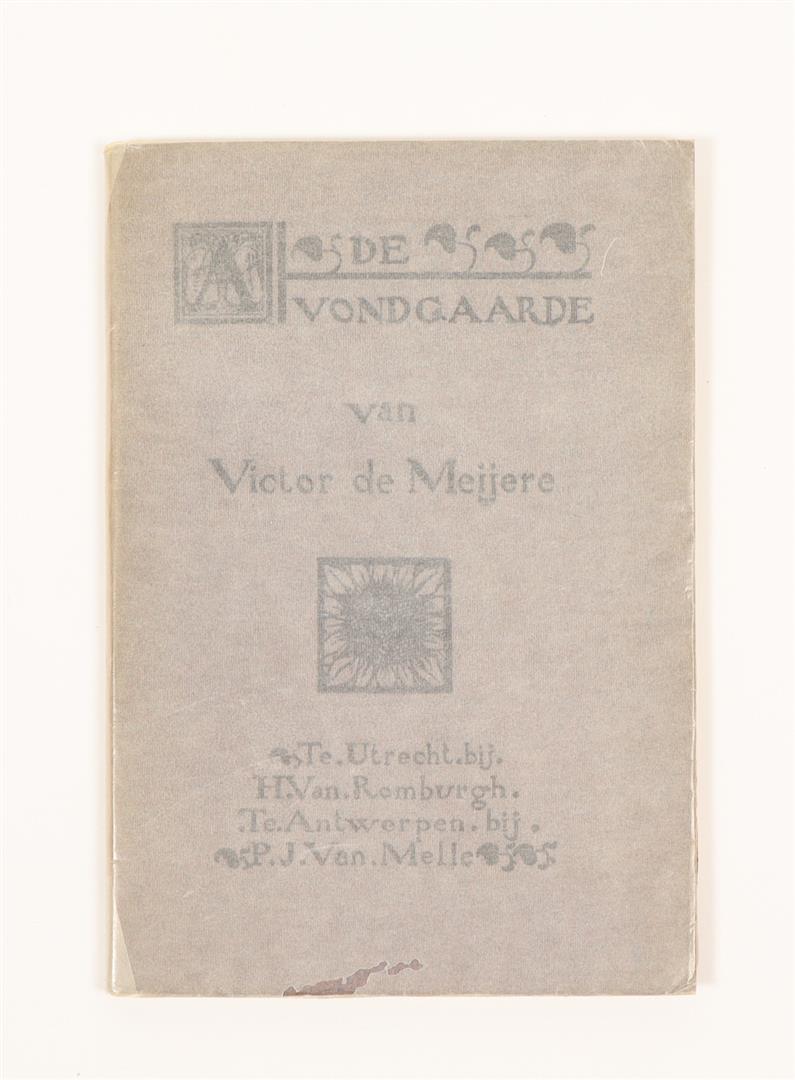 DE
AVONDGAARDE
van
Victor de Meijere
Te.Utrecht.bij.
H.Van.Romburgh.
.Te.Antwerpen.bij.
P.J.Van.Melle